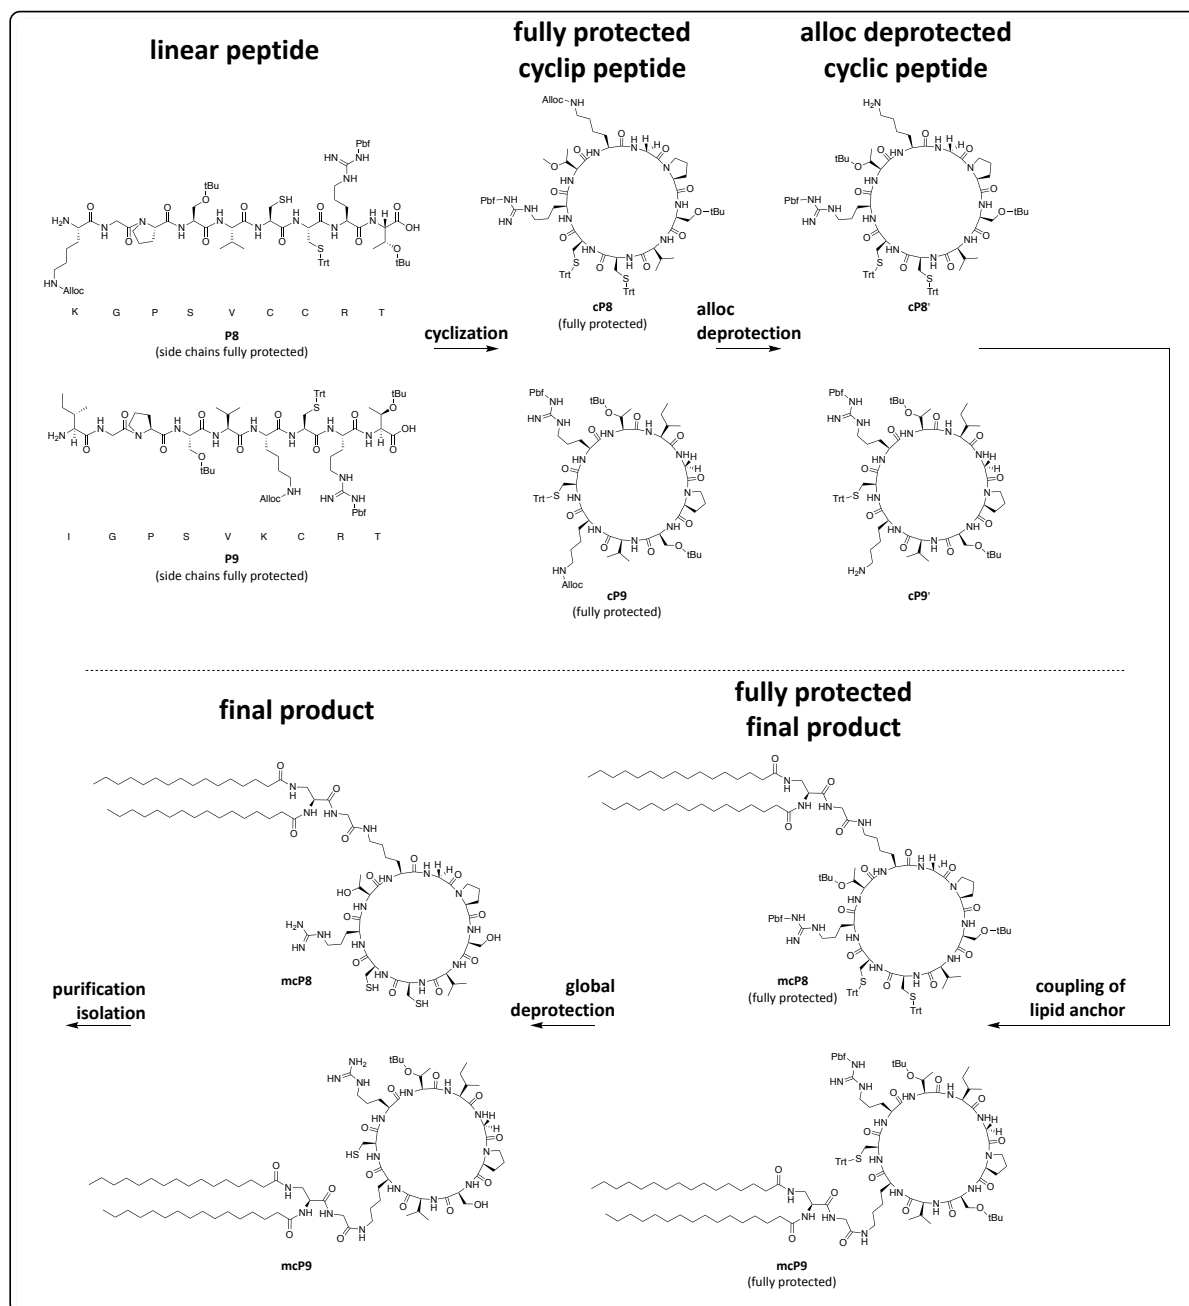 linear peptide
fully protected
cyclip peptide
alloc deprotected
cyclic peptide
K G P S V C C R T
P8
(side chains fully protected)
cP8
(fully protected)
cP8'
cyclization
alloc
deprotection
I G P S V K C R T
P9
(side chains fully protected)
cP9
(fully protected)
cP9'
final product
fully protected
final product
mcP8
mcP8
(fully protected)
purification
isolation
global
deprotection
coupling of
lipid anchor
mcP9
mcP9
(fully protected)